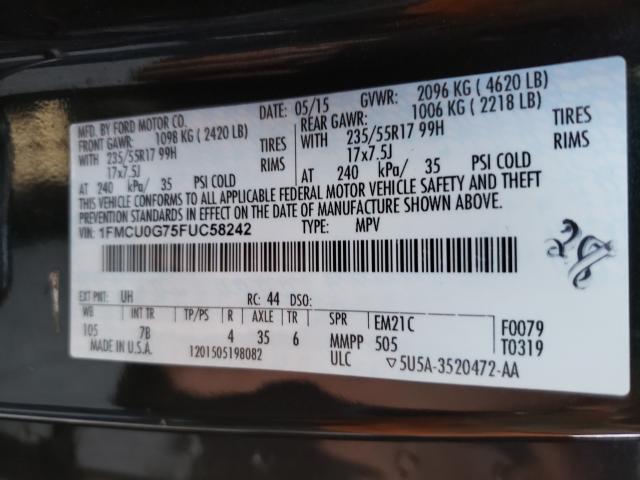 MFD. BY FORD MOTOR CO.
DATE: 05/15 GVWR: 2096 KG ( 4620 LB)
FRONT GAWR: 1098 KG ( 2420 LB) REAR GAWR: 1006 KG ( 2218 LB)
WITH 235/55R17 99H TIRES WITH 235/55R17 99H TIRES
17x7.5J RIMS 17x7.5J RIMS
AT 240 kPa/ 35 PSI COLD AT 240 kPa/ 35 PSI COLD
THIS VEHICLE CONFORMS TO ALL APPLICABLE FEDERAL MOTOR VEHICLE SAFETY AND THEFT
PREVENTION STANDARDS IN EFFECT ON THE DATE OF MANUFACTURE SHOWN ABOVE.
VIN: 1FMCU0G75FUC58242 TYPE: MPV
EXT PNT: UH RC: 44 DSO:
WB INT TR TP/PS R AXLE TR SPR EM21C F0079
105 7B 4 35 6 MMPP 505 T0319
MADE IN U.S.A. 1201505198082 ULC ▽5U5A-3520472-AA